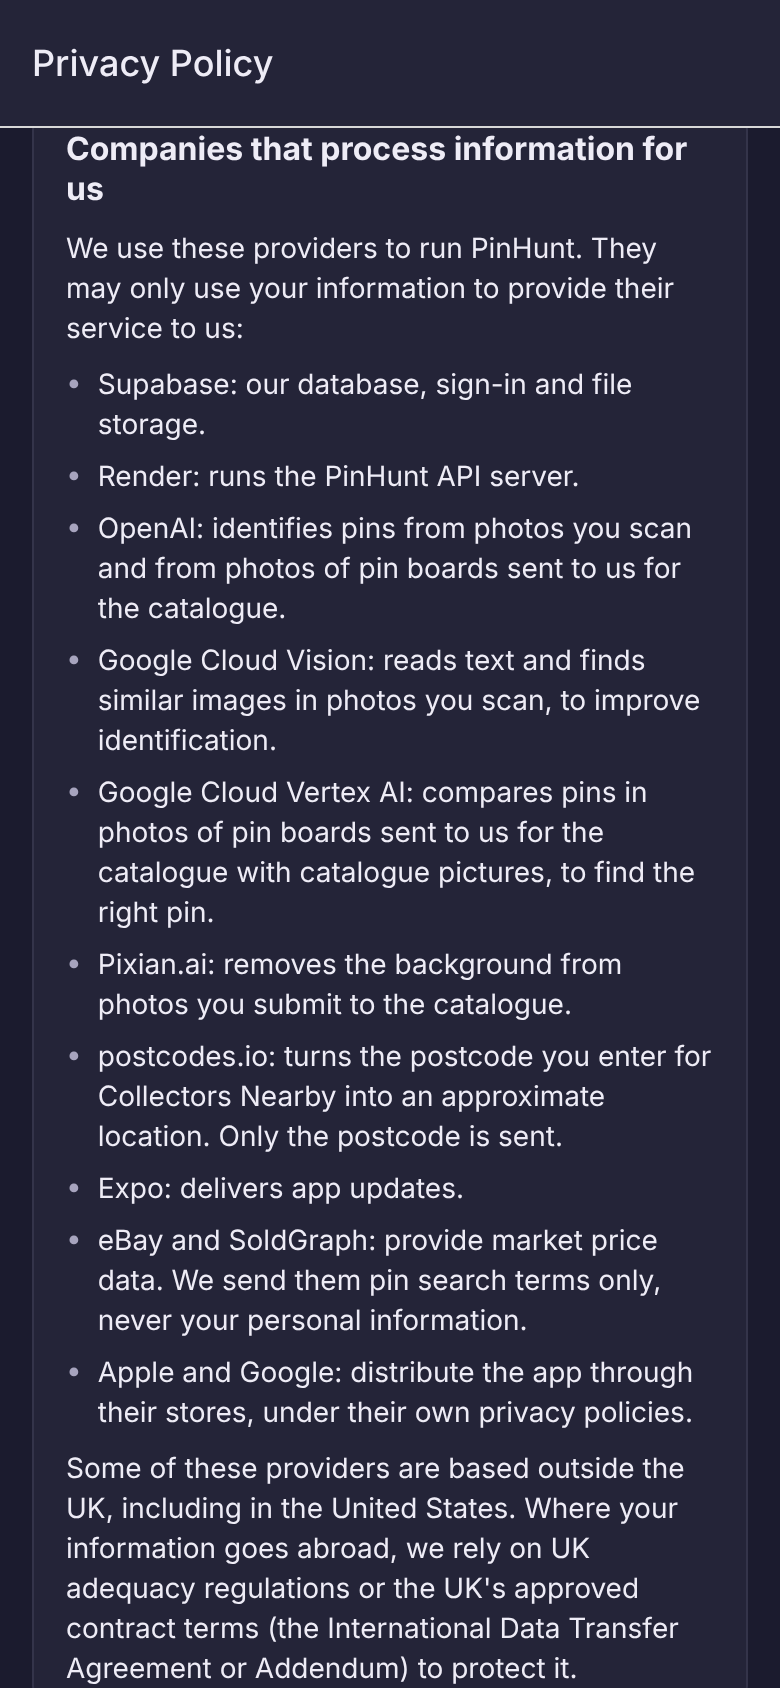 Privacy Policy
Companies that process information for
us
We use these providers to run PinHunt. They
may only use your information to provide their
service to us:
• Supabase: our database, sign-in and file
storage.
• Render: runs the PinHunt API server.
• OpenAI: identifies pins from photos you scan
and from photos of pin boards sent to us for
the catalogue.
• Google Cloud Vision: reads text and finds
similar images in photos you scan, to improve
identification.
• Google Cloud Vertex AI: compares pins in
photos of pin boards sent to us for the
catalogue with catalogue pictures, to find the
right pin.
• Pixian.ai: removes the background from
photos you submit to the catalogue.
• postcodes.io: turns the postcode you enter for
Collectors Nearby into an approximate
location. Only the postcode is sent.
• Expo: delivers app updates.
• eBay and SoldGraph: provide market price
data. We send them pin search terms only,
never your personal information.
• Apple and Google: distribute the app through
their stores, under their own privacy policies.
Some of these providers are based outside the
UK, including in the United States. Where your
information goes abroad, we rely on UK
adequacy regulations or the UK's approved
contract terms (the International Data Transfer
Agreement or Addendum) to protect it.